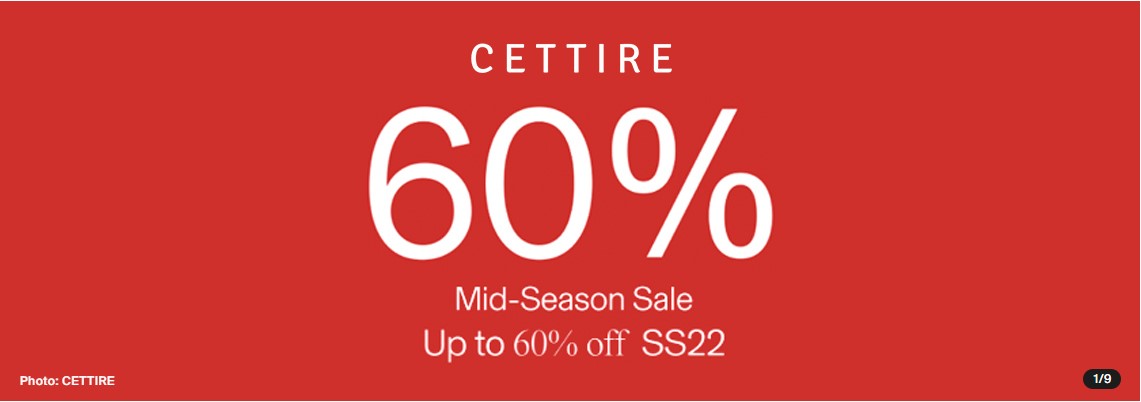 CETTIRE
60%
Mid-Season Sale
Up to 60% off SS22
Photo: CETTIRE
1/9